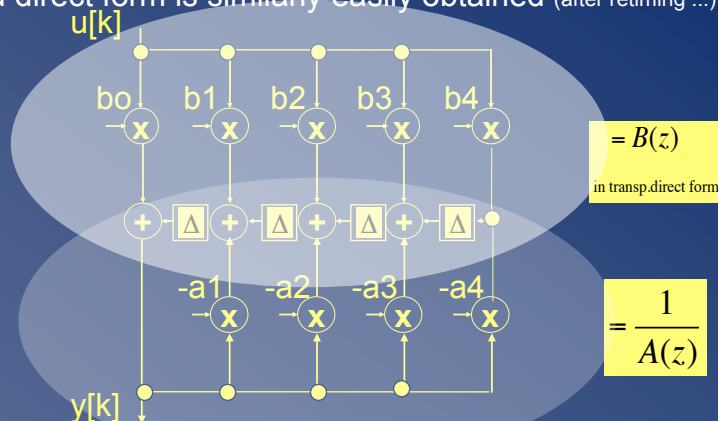 direct form is similarly easily obtained (after retiming ...)
u[k]
bo b1 b2 b3 b4
x x x x x
= B(z)
in transp.direct form
+ Δ + Δ + Δ + Δ
-a1 -a2 -a3 -a4
x x x x
= 1
A(z)
y[k]